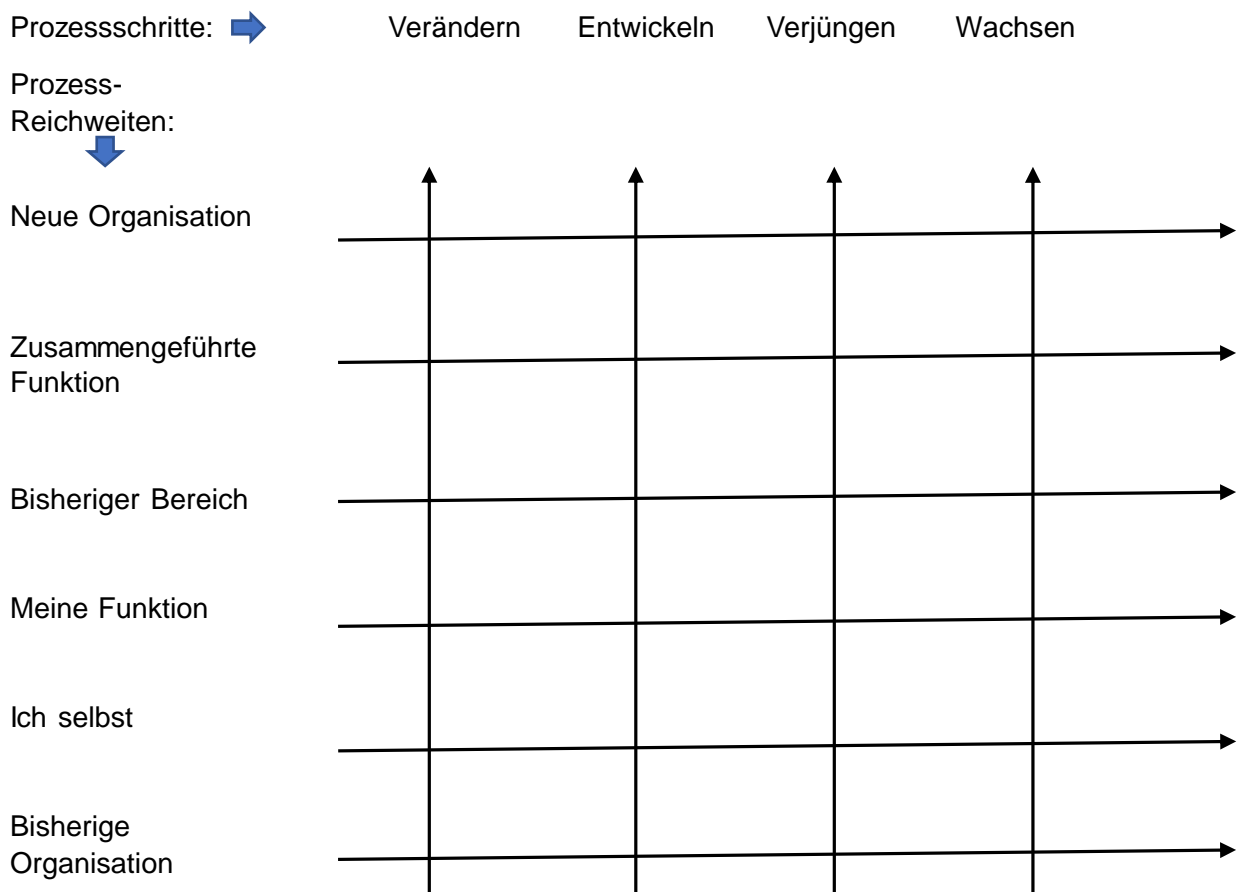 Prozessschritte: Verändern Entwickeln Verjüngen Wachsen
Prozess-
Reichweiten:
Neue Organisation
Zusammengeführte
Funktion
Bisheriger Bereich
Meine Funktion
Ich selbst
Bisherige
Organisation